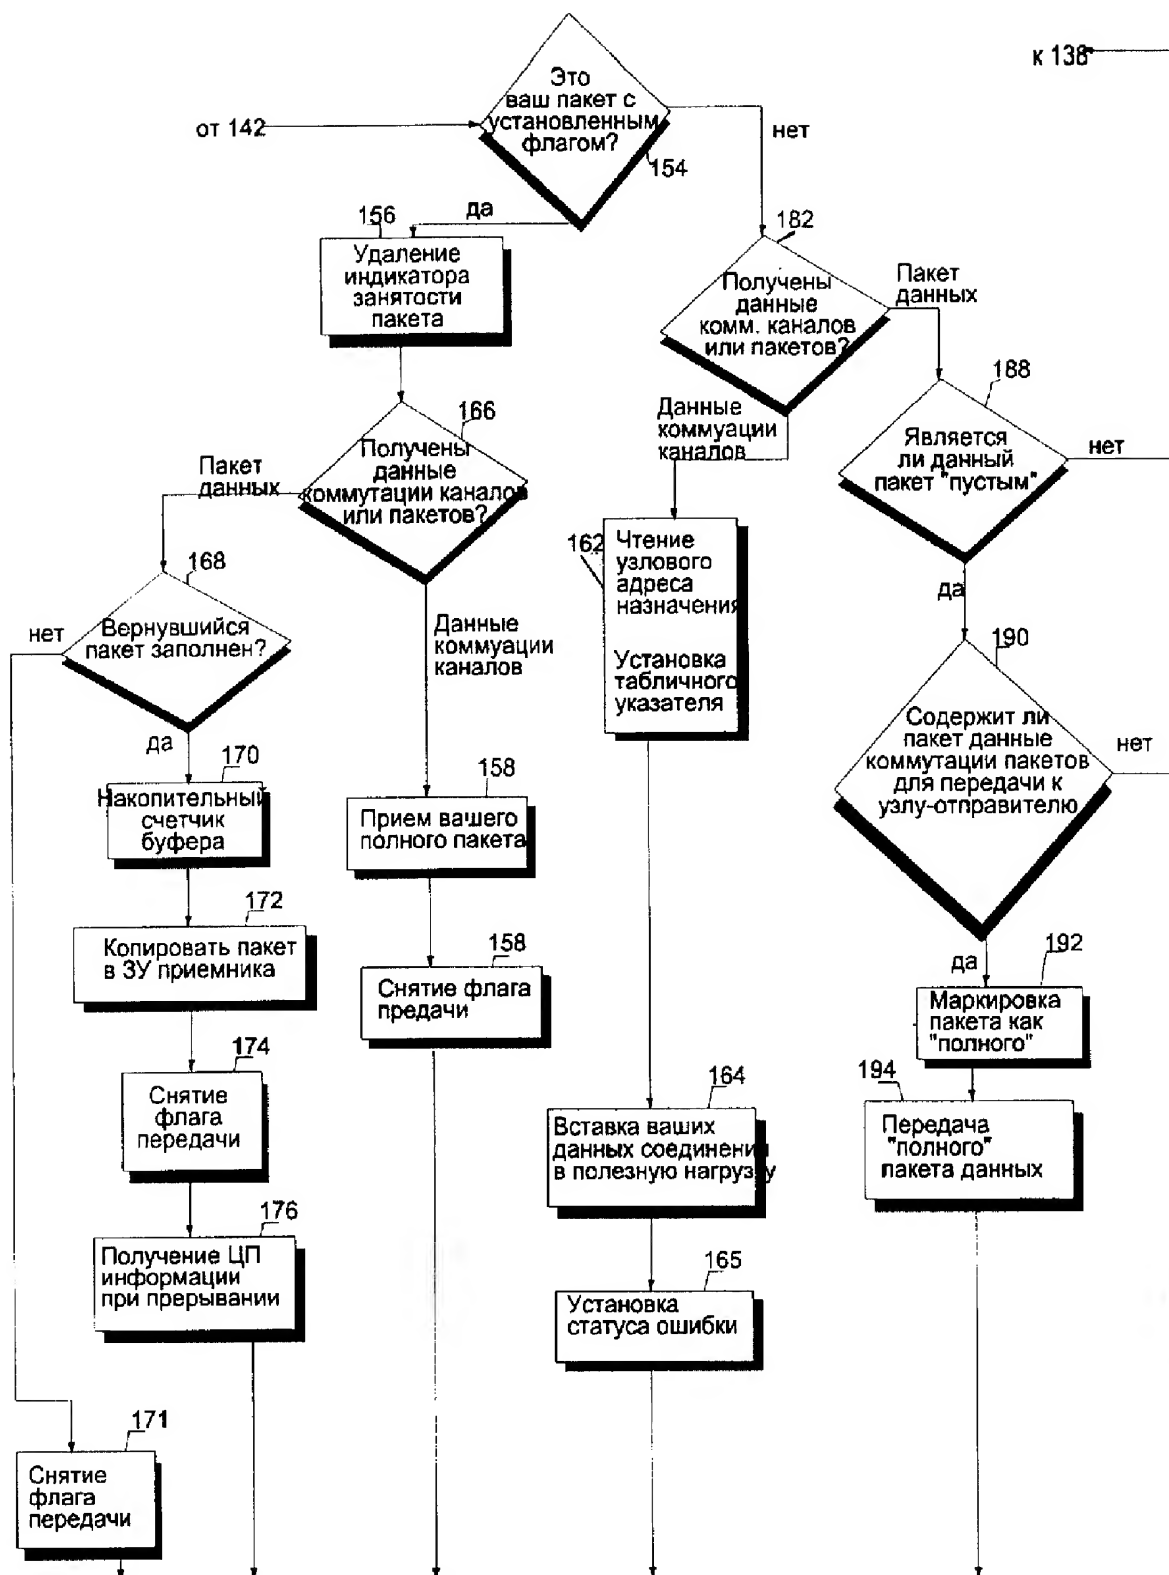 к 138
Это
ваш пакет с
установленным
флагом?
от 142
нет
154
да
156
Удаление
индикатора
занятости
пакета
182
Получены
данные
комм. каналов
или пакетов?
Пакет
данных
188
Является
ли данный
пакет "пустым"
нет
да
Данные
коммуации
каналов
166
Получены
данные
коммутации каналов
или пакетов?
Пакет
данных
168
Вернувшийся
пакет заполнен?
нет
да
Данные
коммуации
каналов
162
Чтение
узлового
адреса
назначения
Установка
табличного
указателя
190
Содержит ли
пакет данные
коммутации пакетов
для передачи к
узлу-отправителю
нет
да
170
Накопительный
счетчик
буфера
158
Прием вашего
полного пакета
172
Копировать пакет
в ЗУ приемника
158
Снятие флага
предачи
192
Маркировка
пакета как
"полного"
174
Снятие
флага
передачи
164
Вставка ваших
данных соединени
в полезную нагрузку
194
Передача
"полного"
пакета данных
176
Получение ЦП
информации
при прерывании
165
Установка
статуса ошибки
171
Снятие
флага
передачи